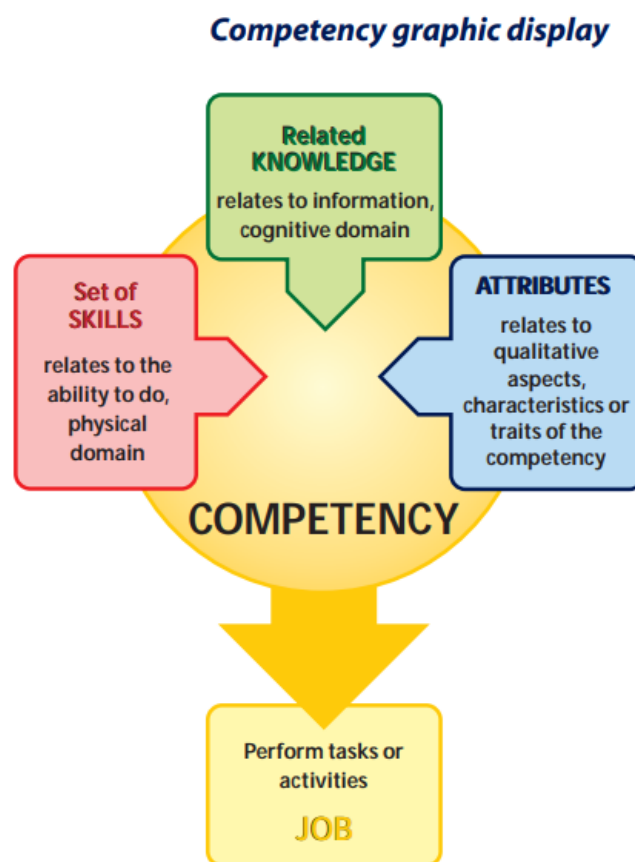 Competency graphic display
Related
KNOWLEDGE
relates to information,
cognitive domain
Set of
SKILLS
relates to the
ability to do,
physical
domain
ATTRIBUTES
relates to
qualitative
aspects,
characteristics or
traits of the
competency
COMPETENCY
Perform tasks or
activities
JOB